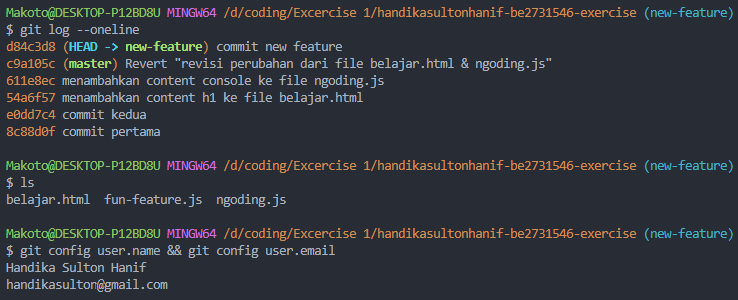 Makoto@DESKTOP-P12BD8U MINGW64 /d/coding/Excercise 1/handikasultonhanif-be2731546-exercise (new-feature)
$ git log --oneline
d84c3d8 (HEAD -> new-feature) commit new feature
c9a105c (master) Revert "revisi perubahan dari file belajar.html & ngoding.js"
611e8ec menambahkan content console ke file ngoding.js
54a6f57 menambahkan content h1 ke file belajar.html
e0dd7c4 commit kedua
8c88d0f commit pertama
Makoto@DESKTOP-P12BD8U MINGW64 /d/coding/Excercise 1/handikasultonhanif-be2731546-exercise (new-feature)
$ ls
belajar.html  fun-feature.js  ngoding.js
Makoto@DESKTOP-P12BD8U MINGW64 /d/coding/Excercise 1/handikasultonhanif-be2731546-exercise (new-feature)
$ git config user.name && git config user.email
Handika Sulton Hanif
handikasulton@gmail.com